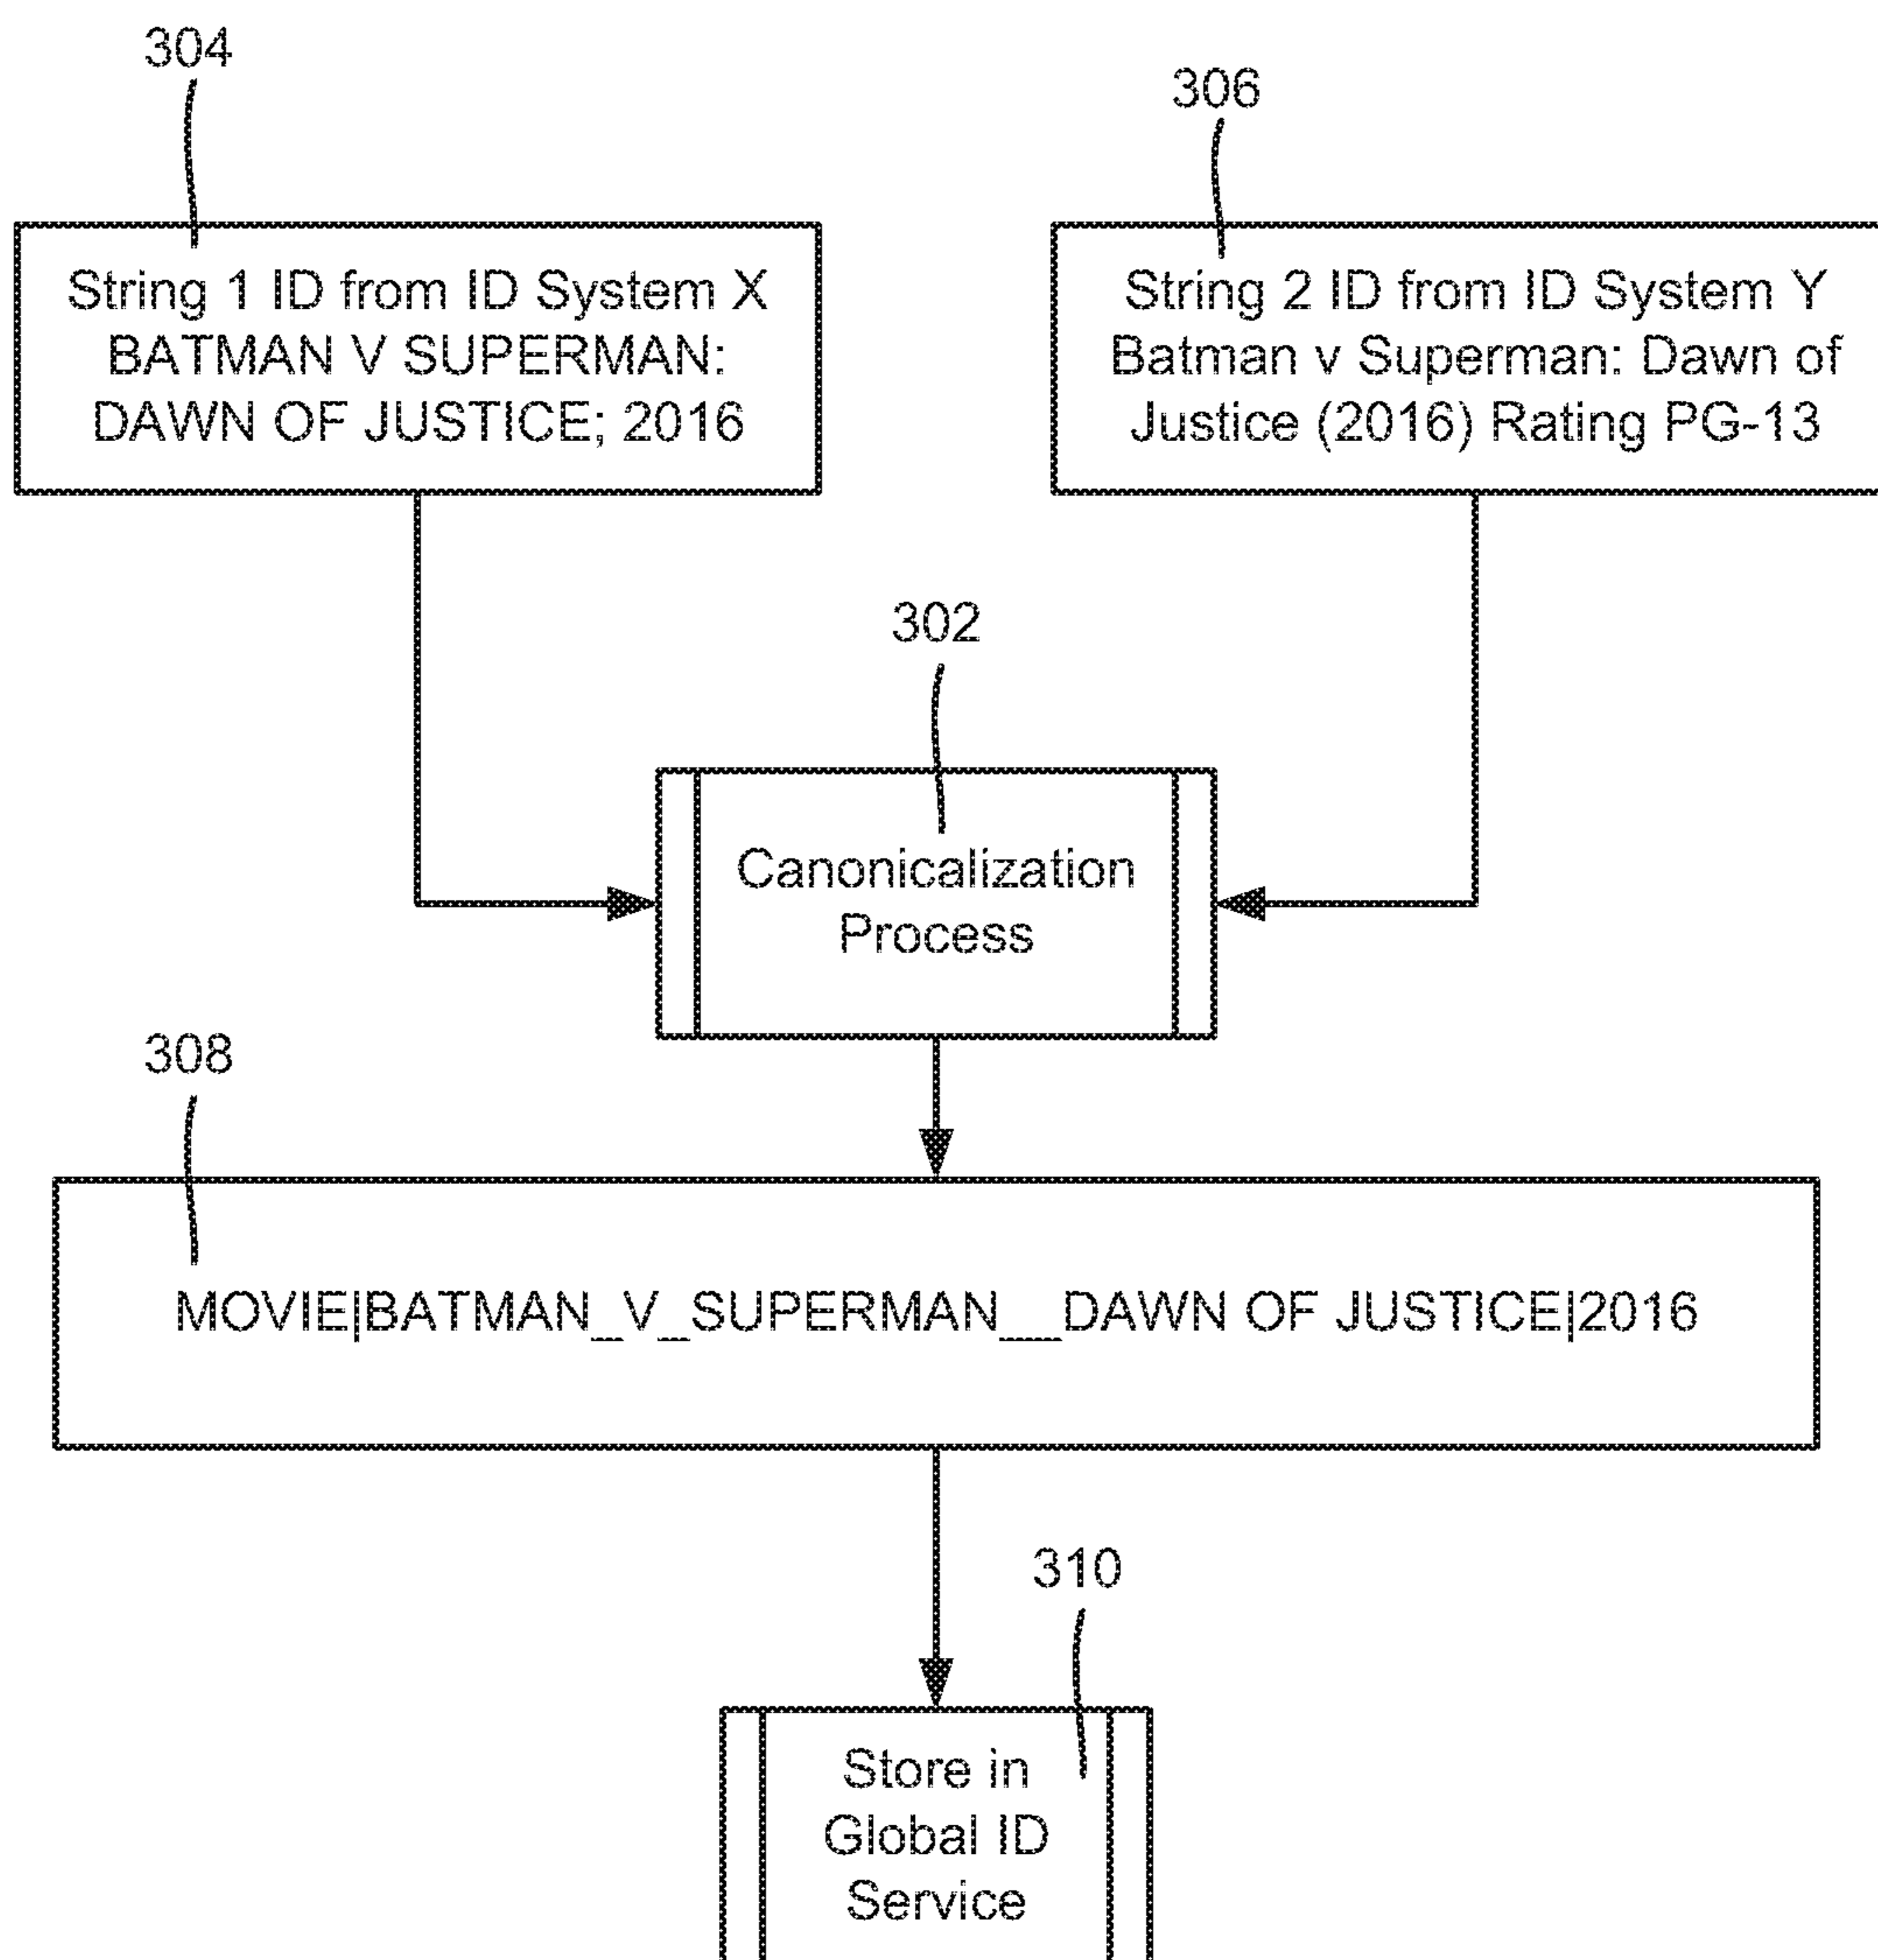 304
306
String 1 ID from ID System X
BATMAN V SUPERMAN:
DAWN OF JUSTICE; 2016
String 2 ID from ID System Y
Batman v Superman: Dawn of
Justice (2016) Rating PG-13
302
Canonicalization
Process
308
MOVIE|BATMAN_V_SUPERMAN__DAWN OF JUSTICE|2016
310
Store in
Global ID
Service